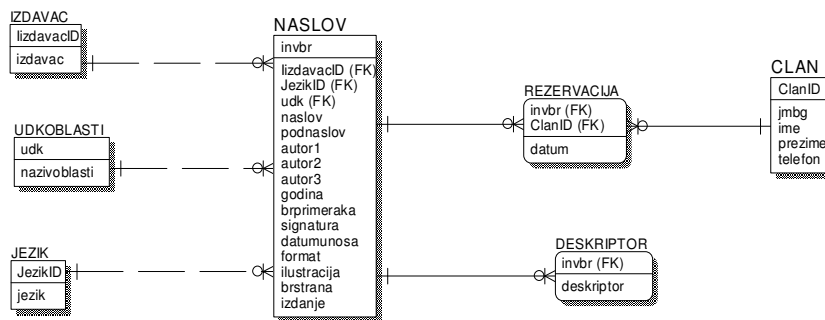 IZDAVAC
IizdavacID
izdavac
UDKOBLASTI
udk
nazivoblasti
JEZIK
JezikID
jezik
NASLOV
invbr
IizdavacID (FK)
JezikID (FK)
udk (FK)
naslov
podnaslov
autor1
autor2
autor3
godina
brprimeraka
signatura
datumunosa
format
ilustracija
brstrana
izdanje
REZERVACIJA
invbr (FK)
ClanID (FK)
datum
DESKRIPTOR
invbr (FK)
deskriptor
CLAN
ClanID
jmbg
ime
prezime
telefon